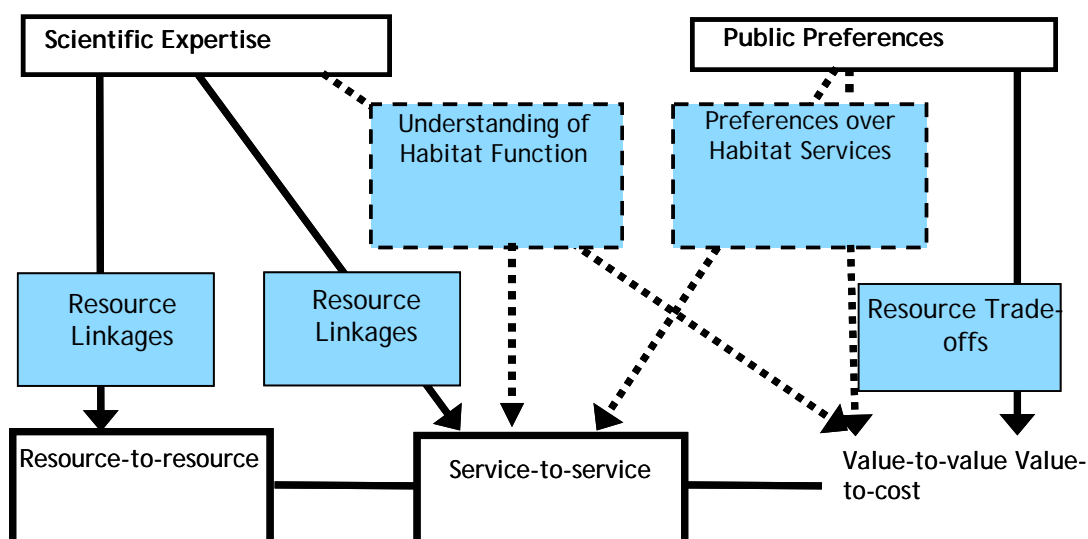 Scientific Expertise
Public Preferences
Understanding of
Habitat Function
Preferences over
Habitat Services
Resource
Linkages
Resource
Linkages
Resource Trade-
offs
Resource-to-resource
Service-to-service
Value-to-value Value-
to-cost